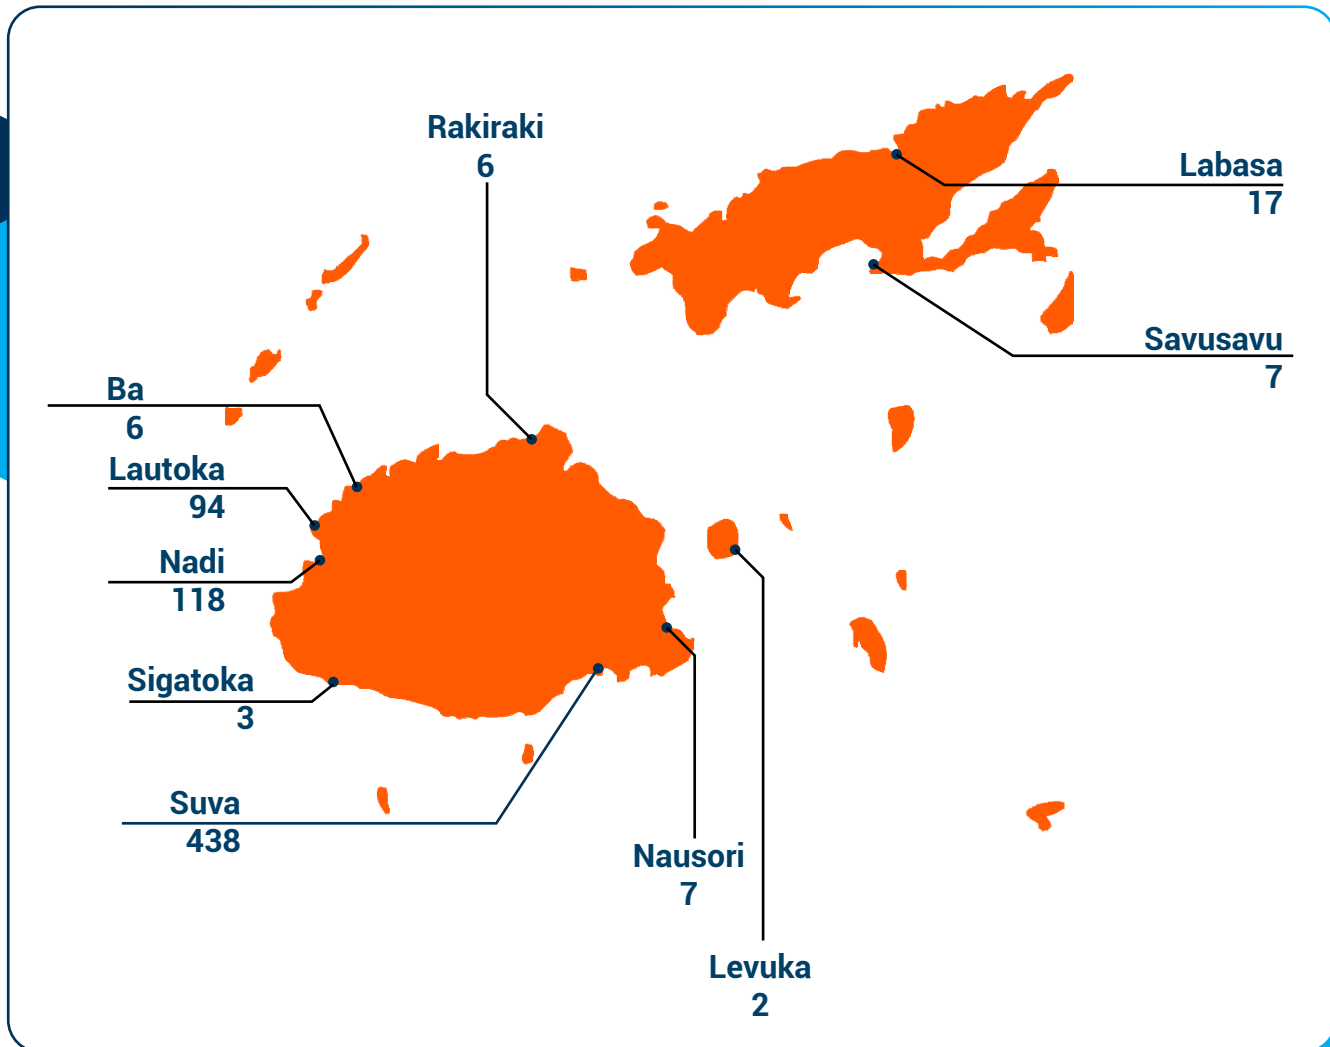 Rakiraki
6
Labasa
17
Savusavu
7
Ba
6
Lautoka
94
Nadi
118
Sigatoka
3
Suva
438
Nausori
7
Levuka
2